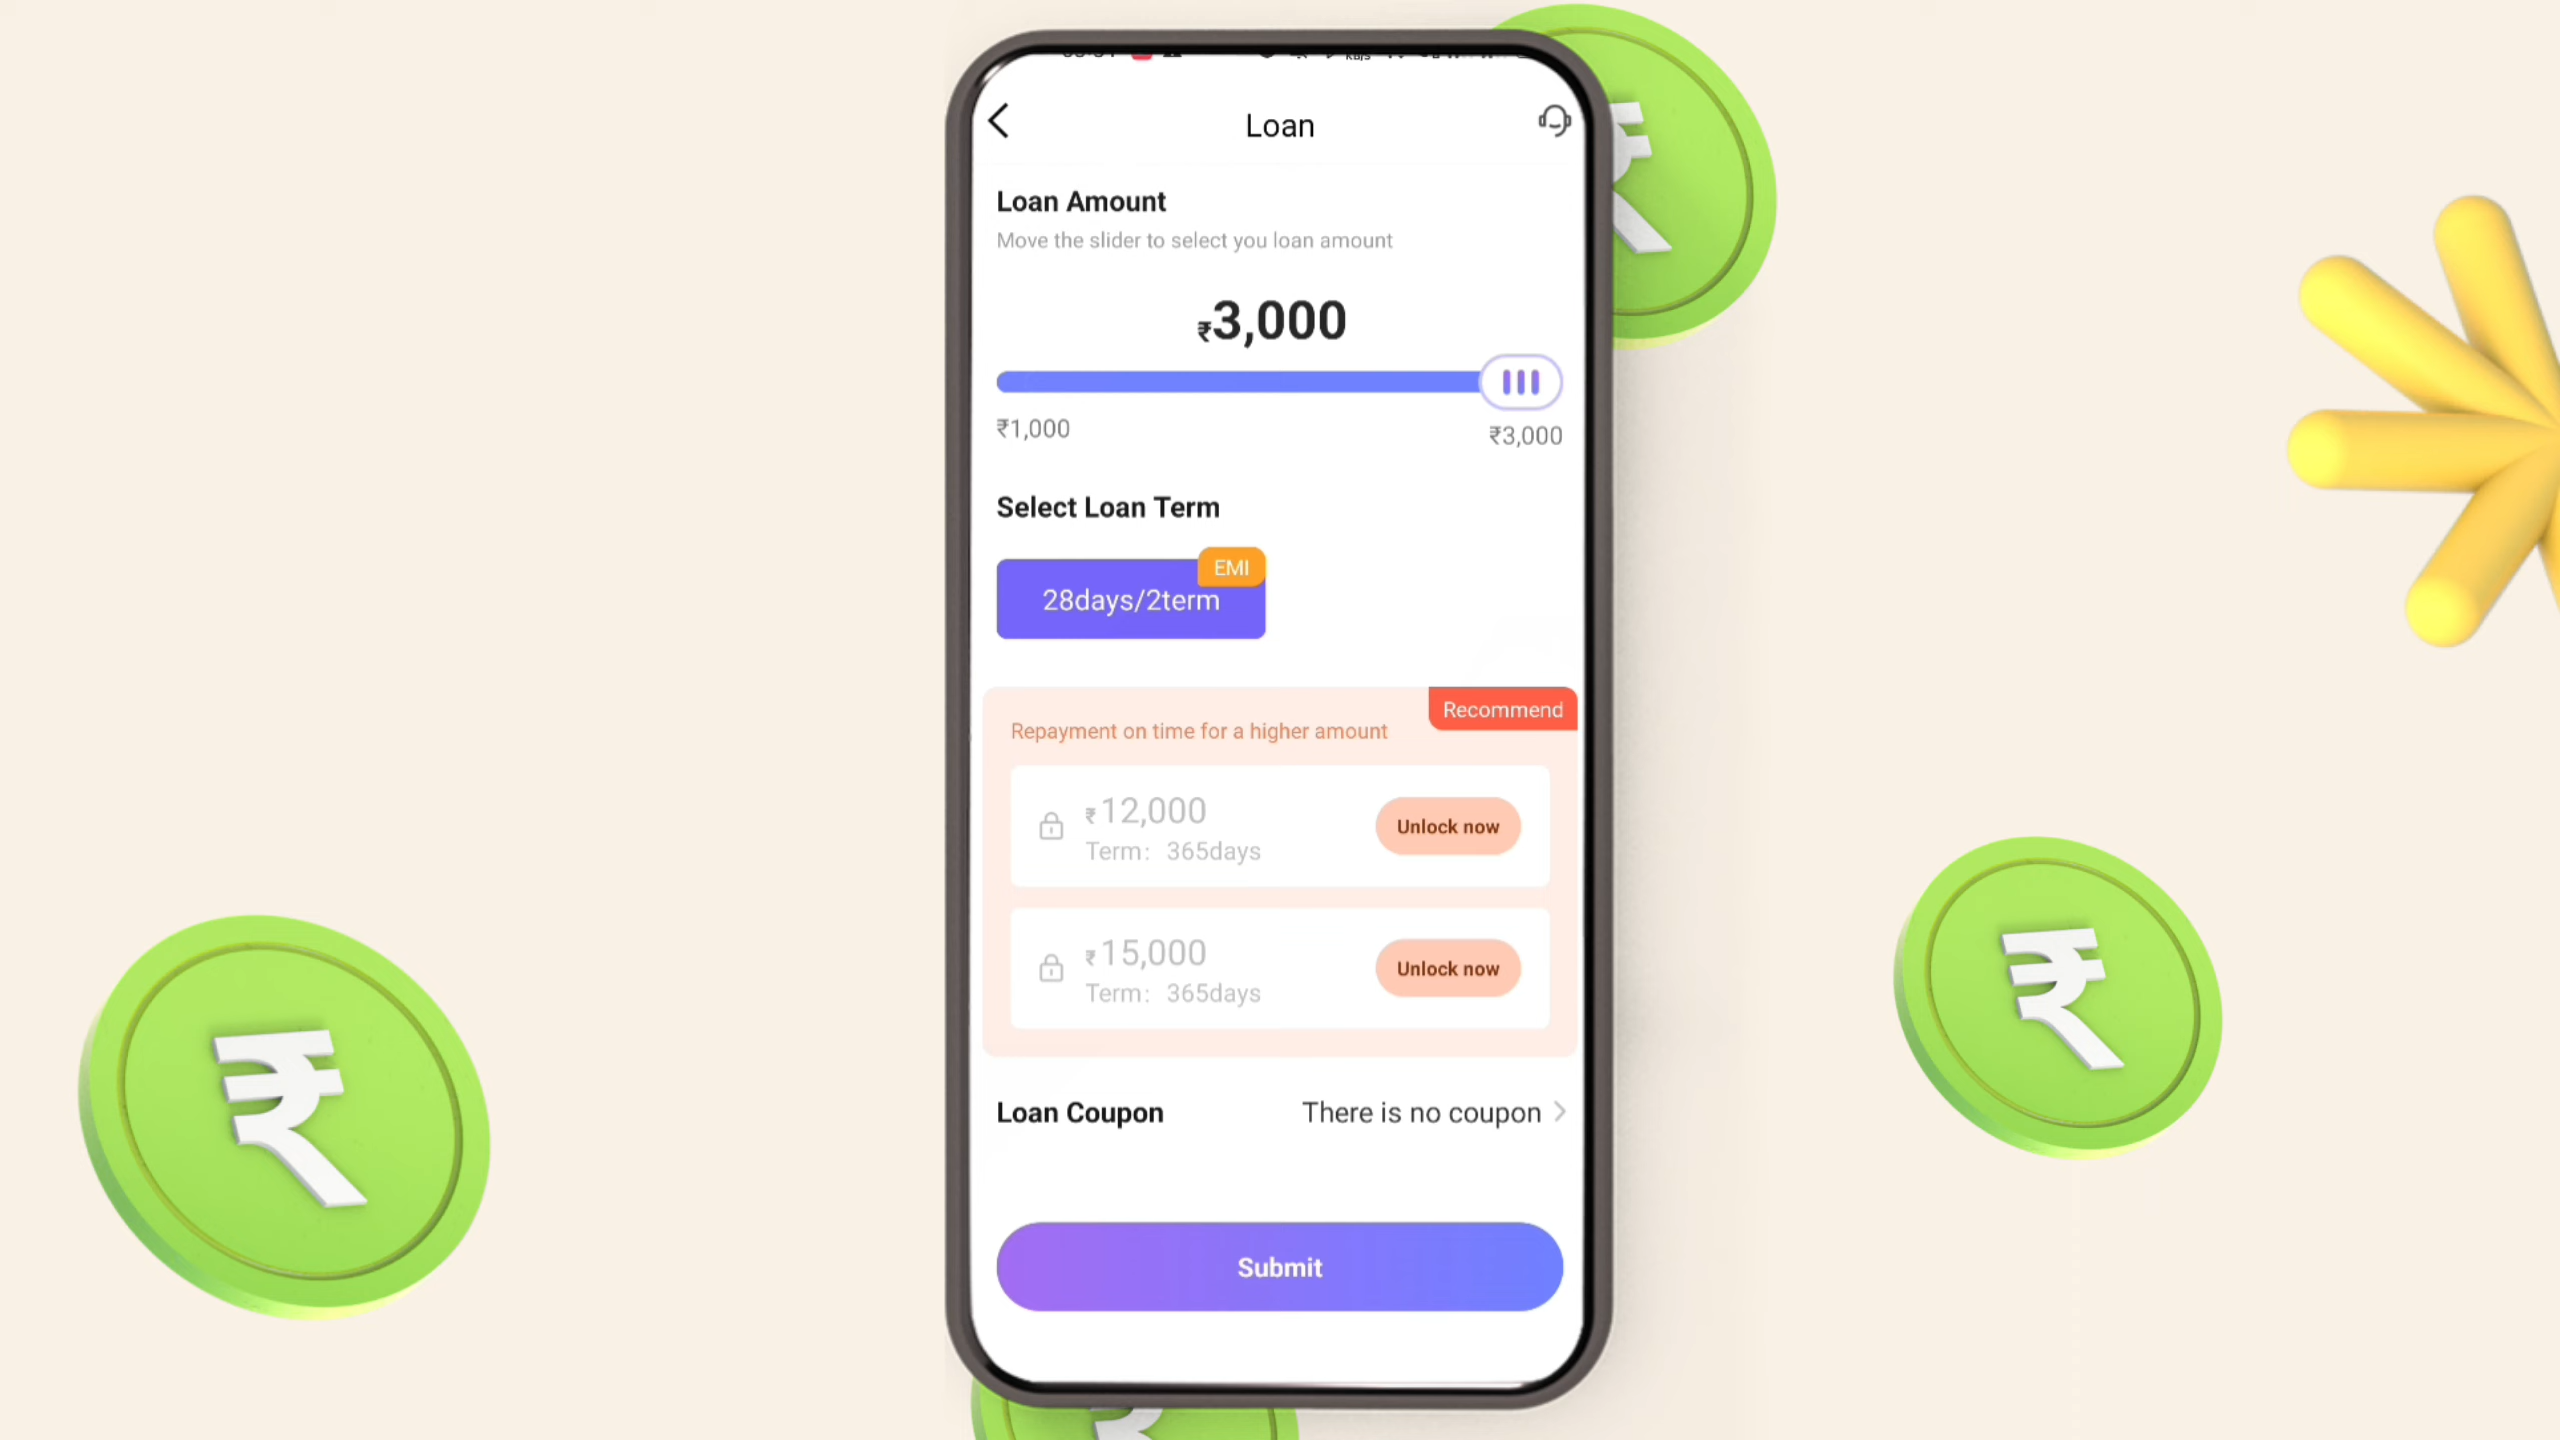 KB/s
Loan
Loan Amount
Move the slider to select you loan amount
₹3,000
₹1,000
₹3,000
Select Loan Term
EMI
28days/2term
Recommend
Repayment on time for a higher amount
₹12,000
Term: 365days
Unlock now
₹15,000
Term: 365days
Unlock now
Loan Coupon
There is no coupon
Submit
₹
₹
₹